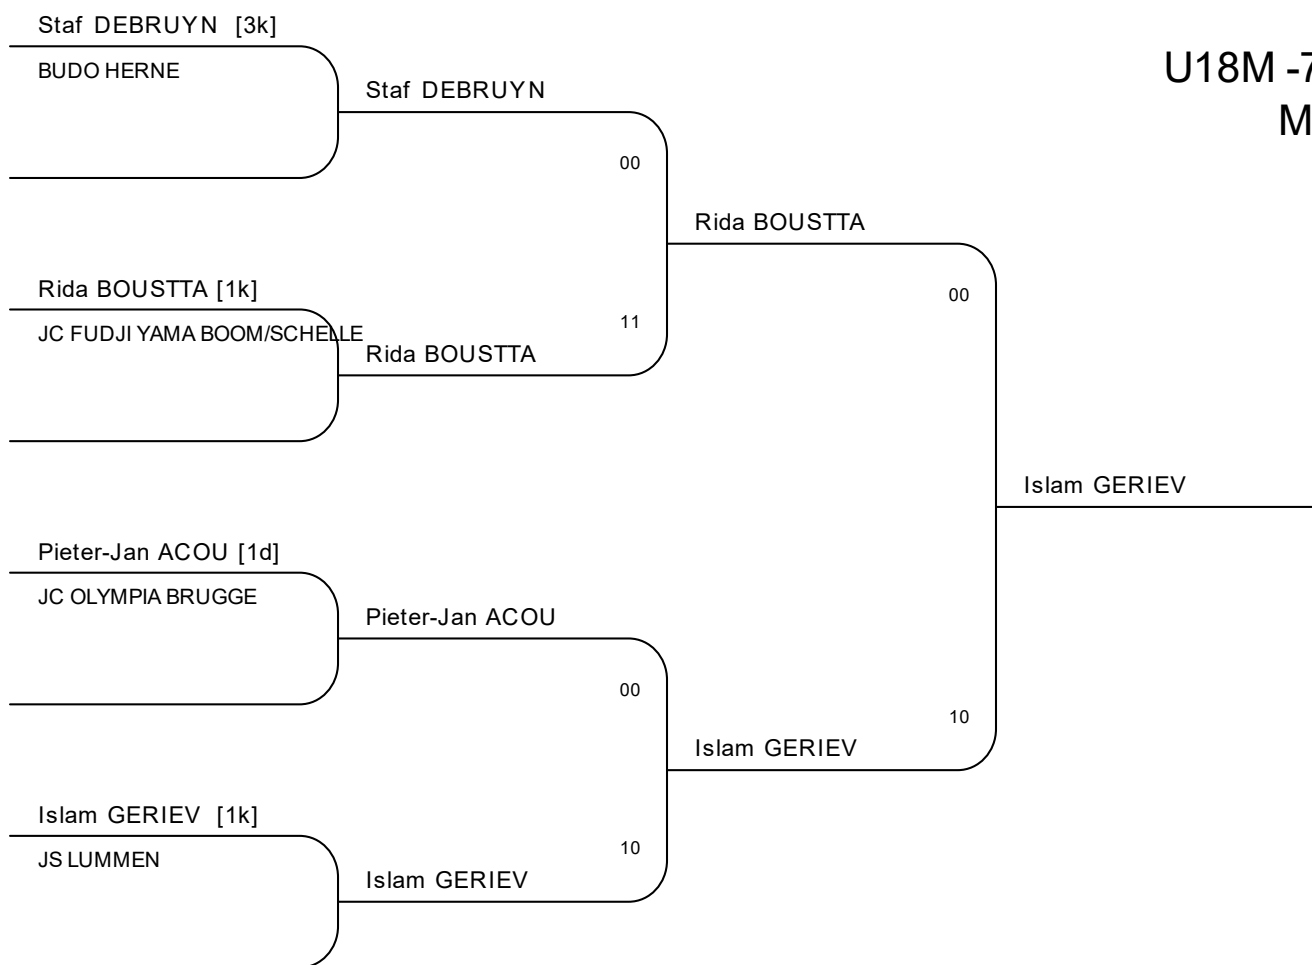 Staf DEBRUYN [3k]
BUDO HERNE
U18M -7
M
Staf DEBRUYN
00
Rida BOUSTTA
Rida BOUSTTA [1k]
00
JC FUDJI YAMA BOOM/SCHELLE
11
Rida BOUSTTA
Islam GERIEV
Pieter-Jan ACOU [1d]
JC OLYMPIA BRUGGE
Pieter-Jan ACOU
00
10
Islam GERIEV
Islam GERIEV [1k]
JS LUMMEN
10
Islam GERIEV